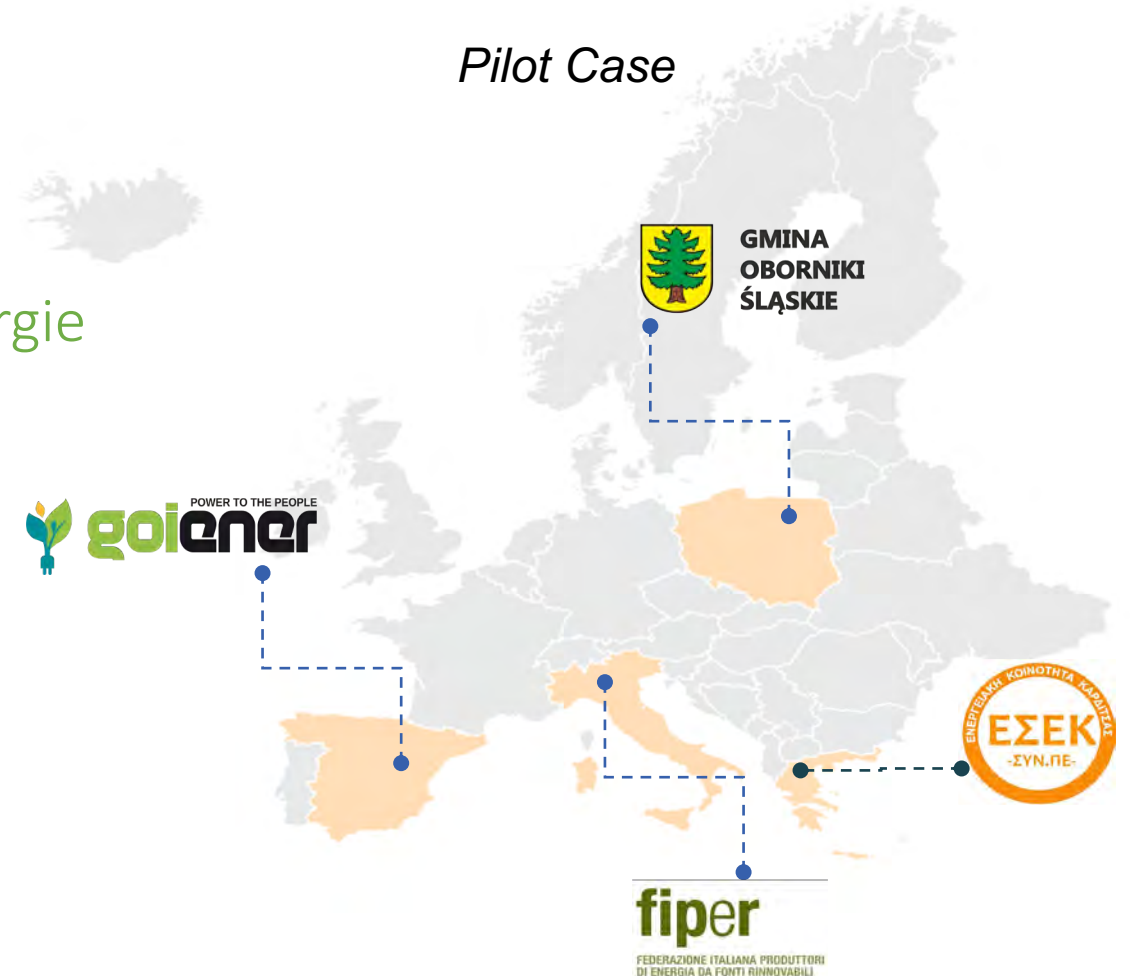 Pilot Case
GMINA
OBORNIKI
ŚLĄSKIE
rgie
POWER TO THE PEOPLE
goiener
ΕΝΕΡΓΕΙΑΚΗ ΚΟΙΝΟΤΗΤΑ ΚΑΡΔΙΤΣΑΣ
ΕΣΕΚ
-ΣΥΝ.ΠΕ-
fiper
FEDERAZIONE ITALIANA PRODUTTORI
DI ENERGIA DA FONTI RINNOVABILI